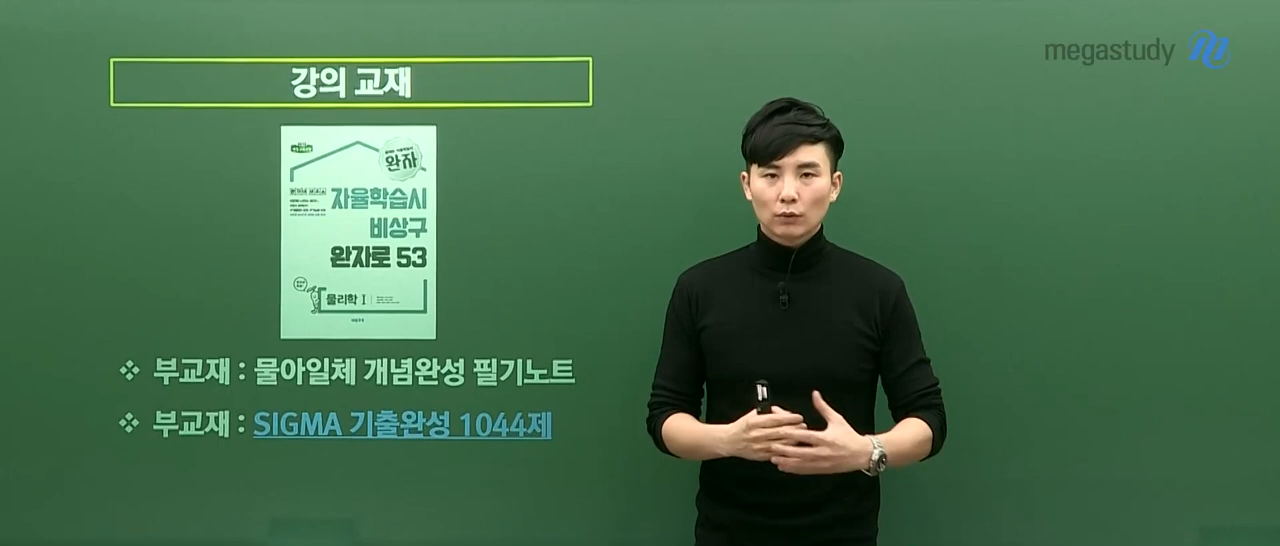 megastudy
강의 교재
완자
자율학습시
비상구
완자로 53
물리학 I
❖ 부교재 : 물아일체 개념완성 필기노트
❖ 부교재 : SIGMA 기출완성 1044제